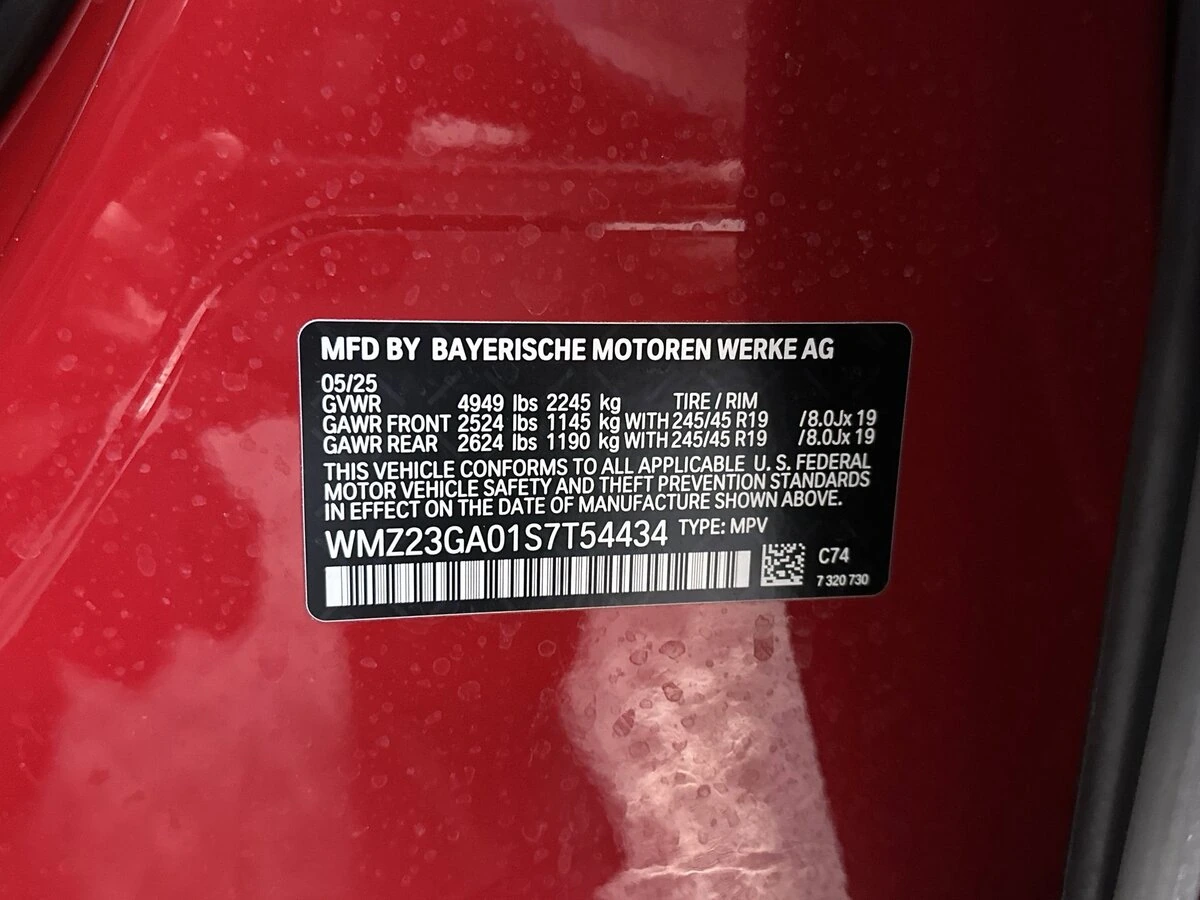 MFD BY BAYERISCHE MOTOREN WERKE AG
05/25
GVWR 4949 lbs 2245 kg TIRE / RIM
GAWR FRONT 2524 lbs 1145 kg WITH 245/45 R19 /8.0Jx 19
GAWR REAR 2624 lbs 1190 kg WITH 245/45 R19 /8.0Jx 19
THIS VEHICLE CONFORMS TO ALL APPLICABLE U. S. FEDERAL
MOTOR VEHICLE SAFETY AND THEFT PREVENTION STANDARDS
IN EFFECT ON THE DATE OF MANUFACTURE SHOWN ABOVE.
WMZ23GA01S7T54434 TYPE: MPV
C74
7 320 730